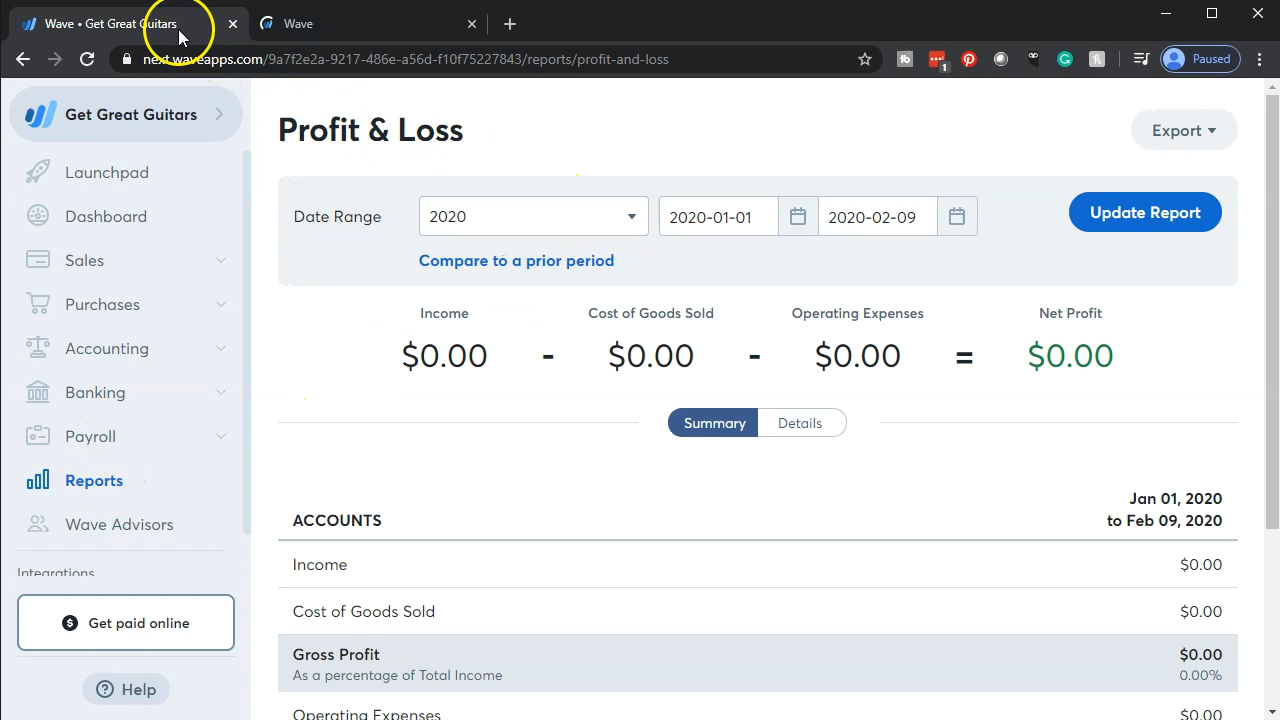 Wave • Get Great Guitars
Wave
next.waveapps.com/9a7f2e2a-9217-486e-a56d-f10f75227843/reports/profit-and-loss
1
Paused
Get Great Guitars
Launchpad
Dashboard
Sales
Purchases
Accounting
Banking
Payroll
Reports
Wave Advisors
Integrations
$ Get paid online
? Help
Profit & Loss
Export
Date Range
2020
2020-01-01
2020-02-09
Update Report
Compare to a prior period
Income Cost of Goods Sold Operating Expenses Net Profit
$0.00 - $0.00 - $0.00 = $0.00
Summary Details
Jan 01, 2020
ACCOUNTS to Feb 09, 2020
Income $0.00
Cost of Goods Sold $0.00
Gross Profit $0.00
As a percentage of Total Income 0.00%
Operating Expenses $0.00